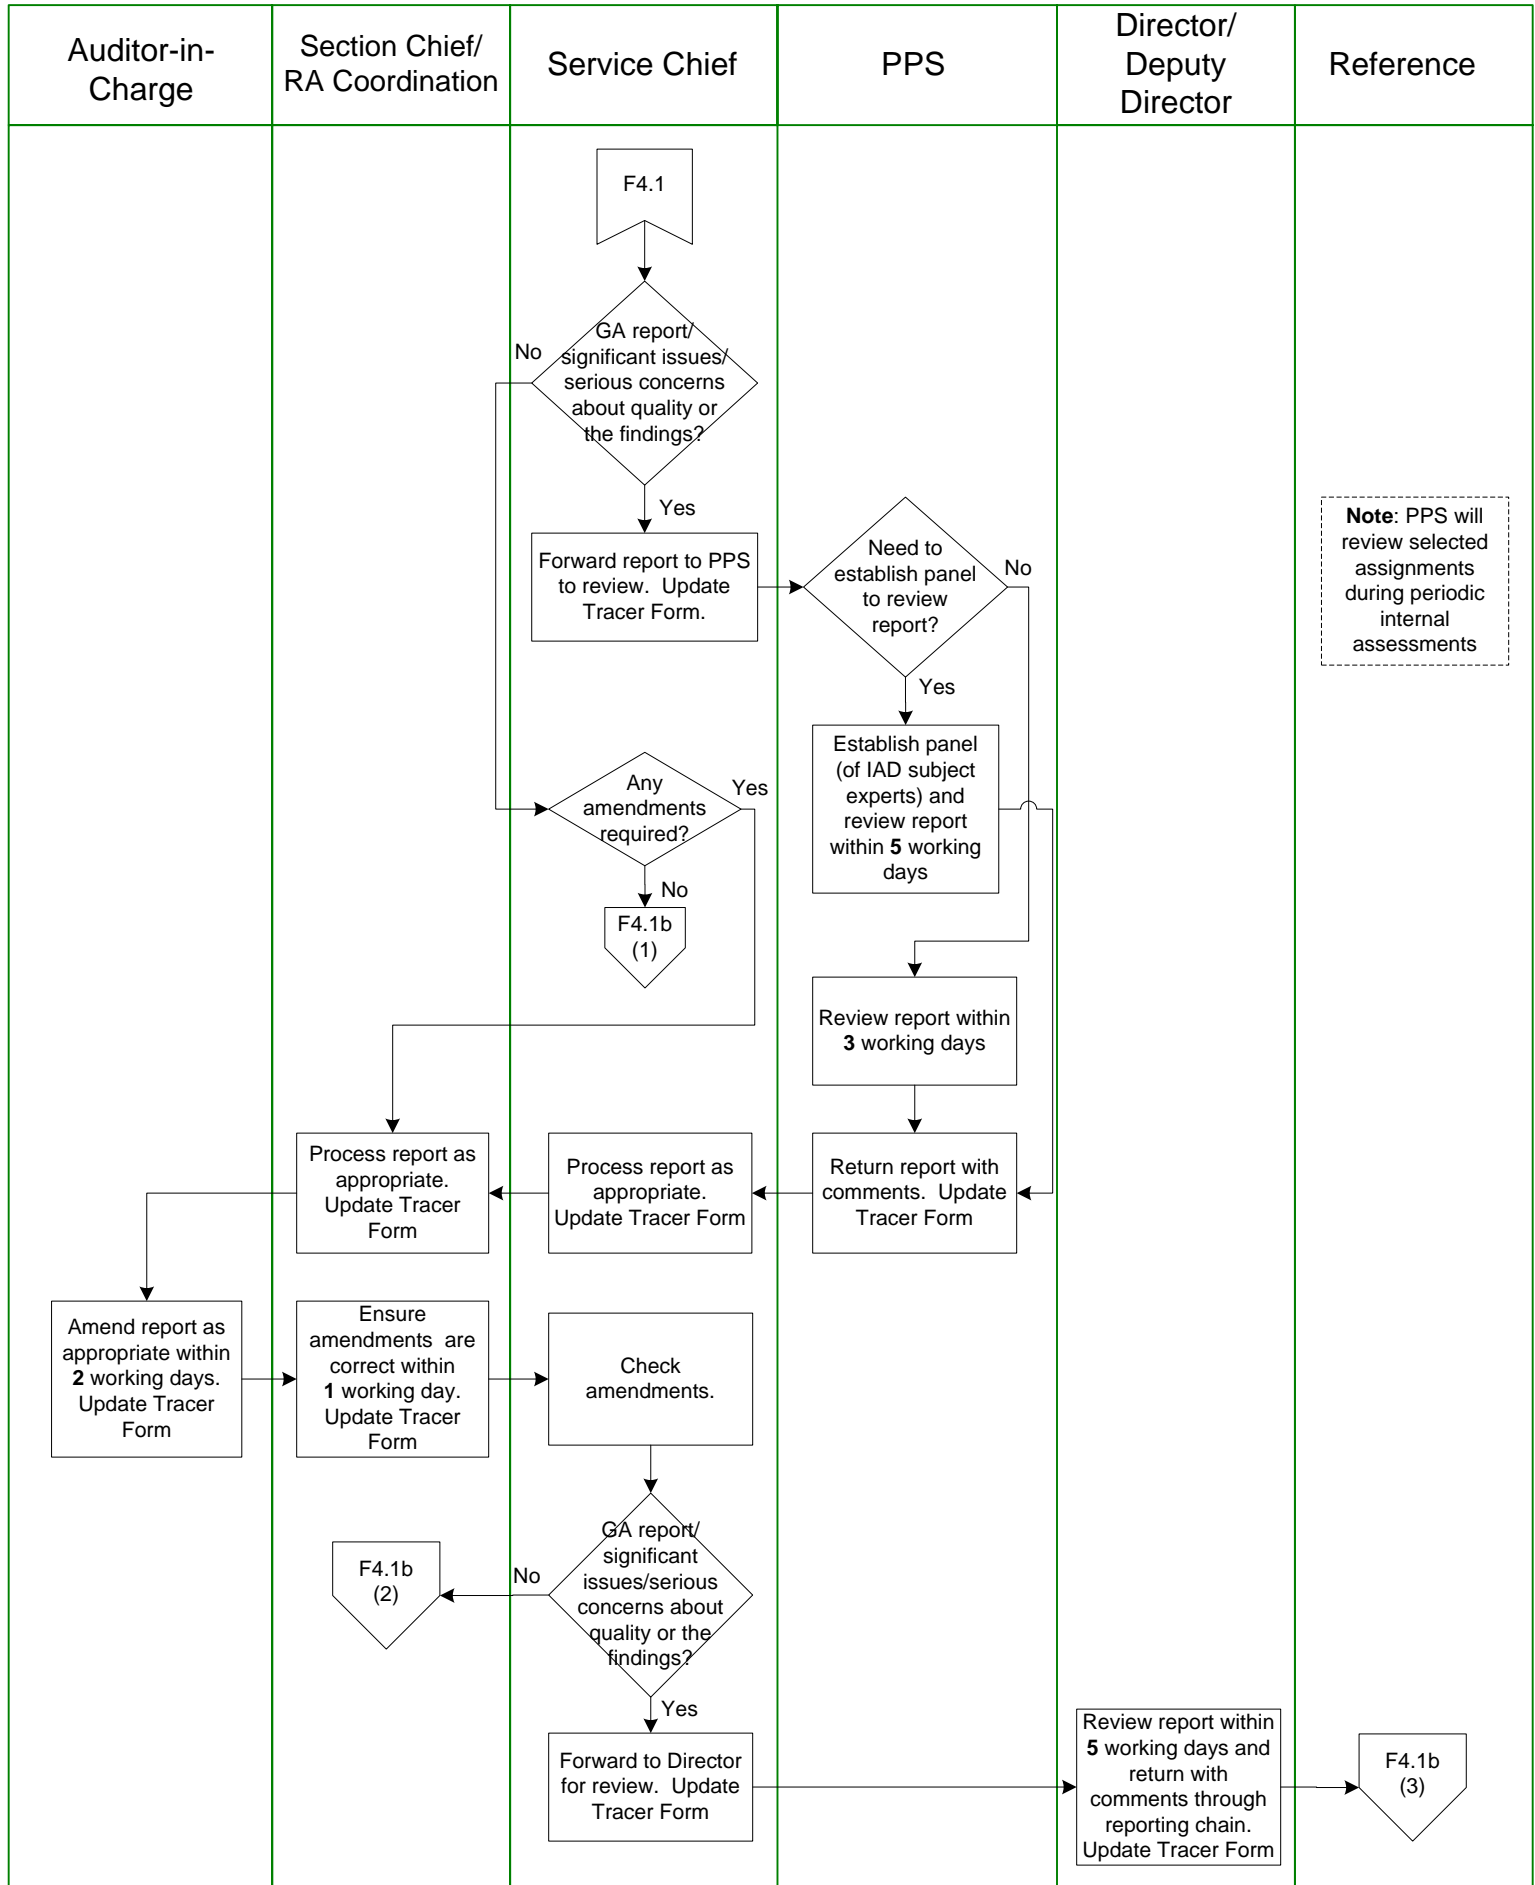 Auditor-in-
Charge
Section Chief/
RA Coordination
Service Chief
PPS
Director/
Deputy
Director
Reference
F4.1
GA report/
significant issues/
serious concerns
about quality or
the findings?
No
Yes
Forward report to PPS
to review.  Update
Tracer Form.
Need to
establish panel
to review
report?
No
Yes
Note: PPS will
review selected
assignments
during periodic
internal
assessments
Establish panel
(of IAD subject
experts) and
review report
within 5 working
days
Any
amendments
required?
Yes
No
F4.1b
(1)
Review report within
3 working days
Process report as
appropriate.
Update Tracer
Form
Process report as
appropriate.
Update Tracer Form
Return report with
comments.  Update
Tracer Form
Amend report as
appropriate within
2 working days.
Update Tracer
Form
Ensure
amendments  are
correct within
1 working day.
Update Tracer
Form
Check
amendments.
GA report/
significant
issues/serious
concerns about
quality or the
findings?
No
F4.1b
(2)
Yes
Forward to Director
for review.  Update
Tracer Form
Review report within
5 working days and
return with
comments through
reporting chain.
Update Tracer Form
F4.1b
(3)